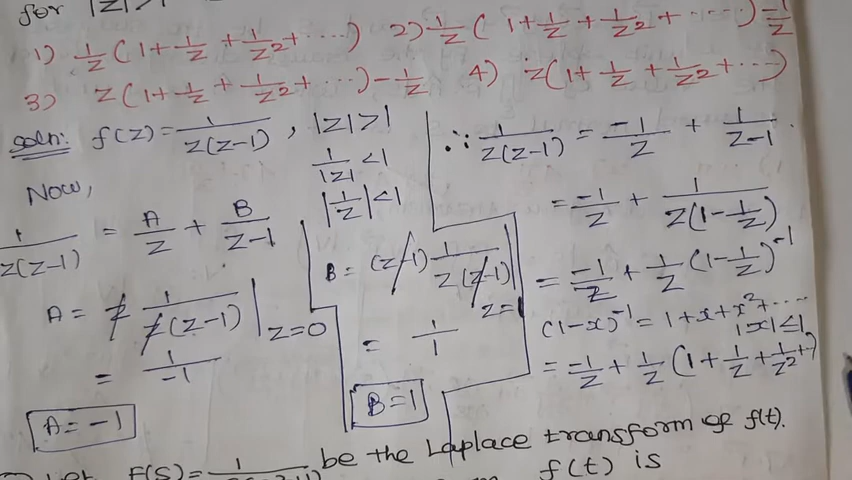 for |z|>1
1) 1/z (1 + 1/z + 1/z² + ....) 2) 1/z (1 + 1/z + 1/z² + .....) - 1/z
3) z (1 + 1/z + 1/z² + ...) - 1/z 4) z (1 + 1/z + 1/z² + ...)
soln: f(z) = 1/(z(z-1)), |z|>1
1/|z| < 1
|1/z| < 1
Now,
1/(z(z-1)) = A/z + B/(z-1)
A = z 1/(z(z-1)) | z=0
= 1/-1
A = -1
B = (z-1) 1/(z(z-1)) | z=1
= 1/1
B = 1
∴ 1/(z(z-1)) = -1/z + 1/(z-1)
= -1/z + 1/(z(1-1/z))
= -1/z + 1/z (1-1/z)^-1
(1-x)^-1 = 1+x+x²+....
|x|<1
= -1/z + 1/z (1 + 1/z + 1/z² +
Let F(S) = 1/ be the Laplace transform of f(t).
f(t) is